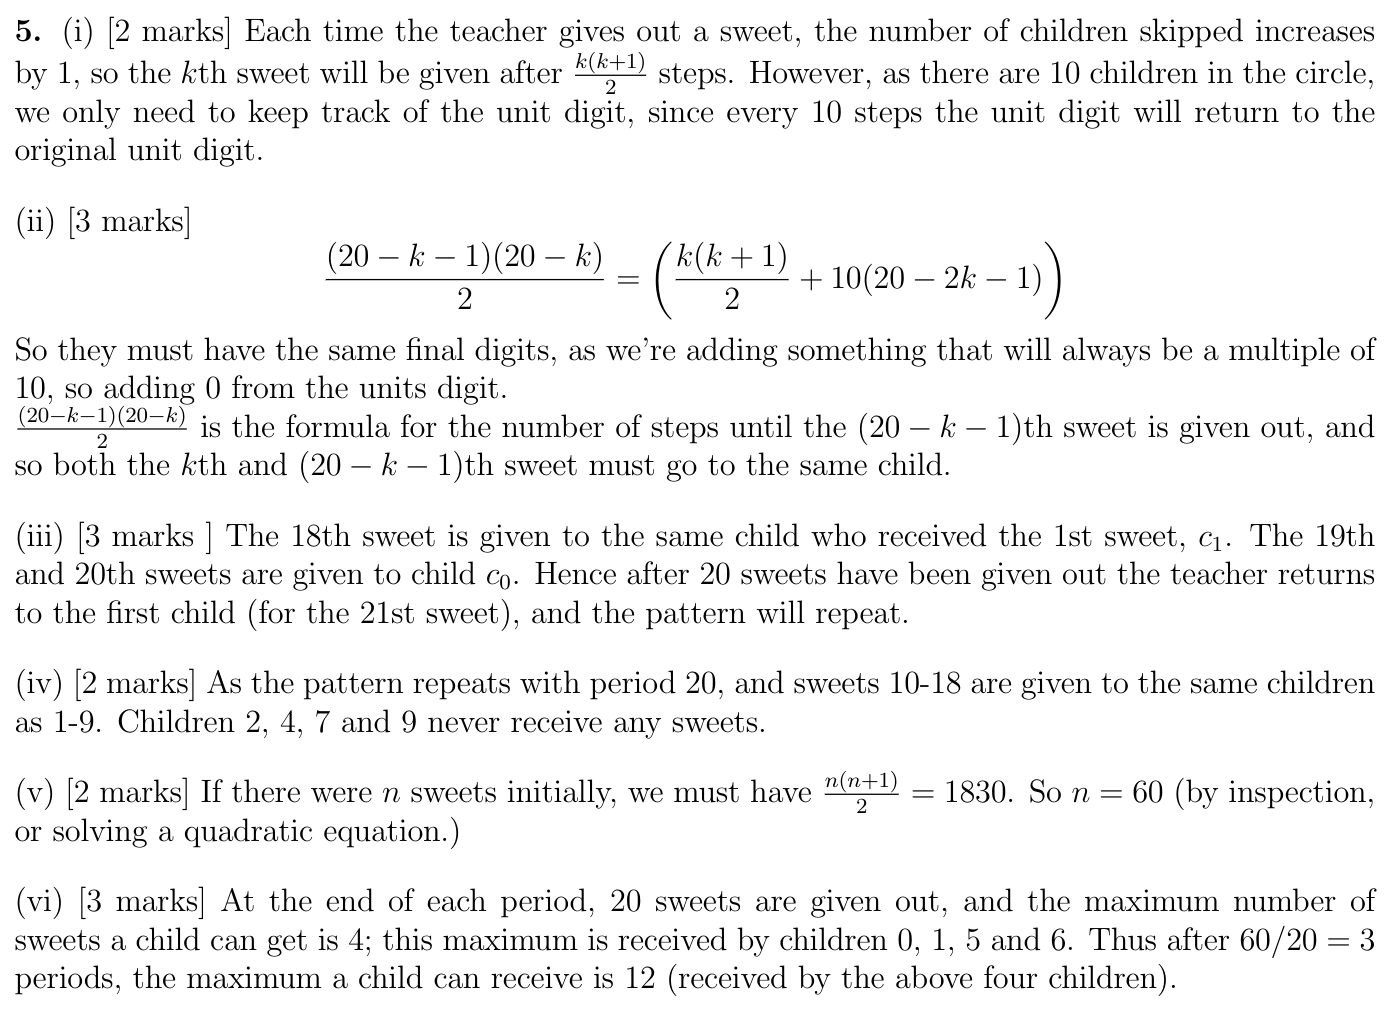 5. (i) [2 marks] Each time the teacher gives out a sweet, the number of children skipped increases
by 1, so the kth sweet will be given after \frac{k(k+1)}{2} steps. However, as there are 10 children in the circle,
we only need to keep track of the unit digit, since every 10 steps the unit digit will return to the
original unit digit.
(ii) [3 marks]
\frac{(20 − k − 1)(20 − k)}{2} = \left(\frac{k(k + 1)}{2} + 10(20 − 2k − 1)\right)
So they must have the same final digits, as we're adding something that will always be a multiple of
10, so adding 0 from the units digit.
\frac{(20−k−1)(20−k)}{2} is the formula for the number of steps until the (20 − k − 1)th sweet is given out, and
so both the kth and (20 − k − 1)th sweet must go to the same child.
(iii) [3 marks ] The 18th sweet is given to the same child who received the 1st sweet, c_1. The 19th
and 20th sweets are given to child c_0. Hence after 20 sweets have been given out the teacher returns
to the first child (for the 21st sweet), and the pattern will repeat.
(iv) [2 marks] As the pattern repeats with period 20, and sweets 10-18 are given to the same children
as 1-9. Children 2, 4, 7 and 9 never receive any sweets.
(v) [2 marks] If there were n sweets initially, we must have \frac{n(n+1)}{2} = 1830. So n = 60 (by inspection,
or solving a quadratic equation.)
(vi) [3 marks] At the end of each period, 20 sweets are given out, and the maximum number of
sweets a child can get is 4; this maximum is received by children 0, 1, 5 and 6. Thus after 60/20 = 3
periods, the maximum a child can receive is 12 (received by the above four children).